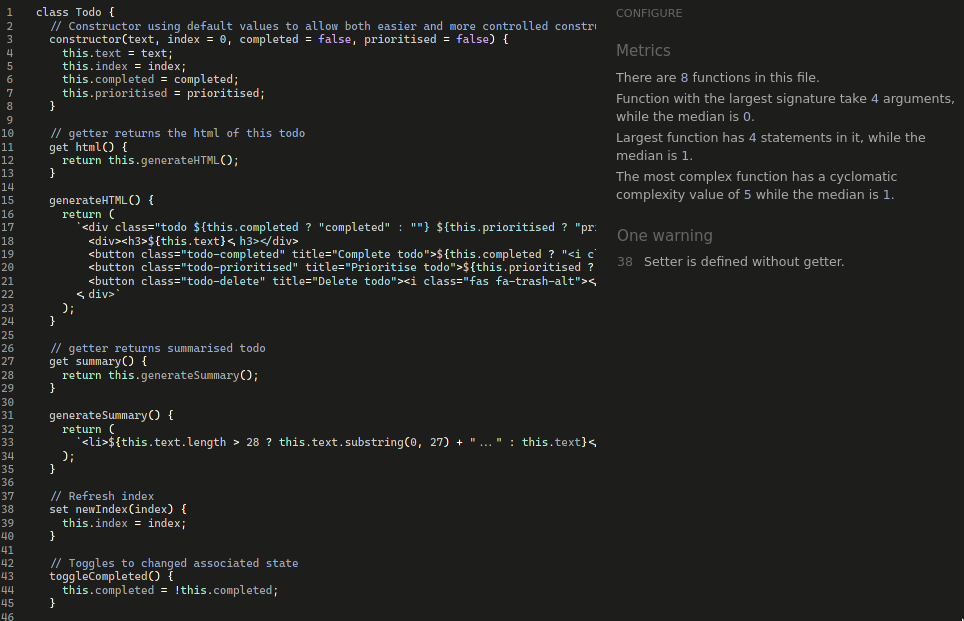 1 class Todo {
2 // Constructor using default values to allow both easier and more controlled constru
3 constructor(text, index = 0, completed = false, prioritised = false) {
4 this.text = text;
5 this.index = index;
6 this.completed = completed;
7 this.prioritised = prioritised;
8 }
9
10 // getter returns the html of this todo
11 get html() {
12 return this.generateHTML();
13 }
14
15 generateHTML() {
16 return (
17 `<div class="todo ${this.completed ? "completed" : ""} ${this.prioritised ? "pri
18 <div><h3>${this.text}</h3></div>
19 <button class="todo-completed" title="Complete todo">${this.completed ? "<i cl
20 <button class="todo-prioritised" title="Prioritise todo">${this.prioritised ?
21 <button class="todo-delete" title="Delete todo"><i class="fas fa-trash-alt"></
22 </div>`
23 );
24 }
25
26 // getter returns summarised todo
27 get summary() {
28 return this.generateSummary();
29 }
30
31 generateSummary() {
32 return (
33 `<li>${this.text.length > 28 ? this.text.substring(0, 27) + "..." : this.text}</
34 );
35 }
36
37 // Refresh index
38 set newIndex(index) {
39 this.index = index;
40 }
41
42 // Toggles to changed associated state
43 toggleCompleted() {
44 this.completed = !this.completed;
45 }
46
CONFIGURE
Metrics
There are 8 functions in this file.
Function with the largest signature take 4 arguments,
while the median is 0.
Largest function has 4 statements in it, while the
median is 1.
The most complex function has a cyclomatic
complexity value of 5 while the median is 1.
One warning
38 Setter is defined without getter.